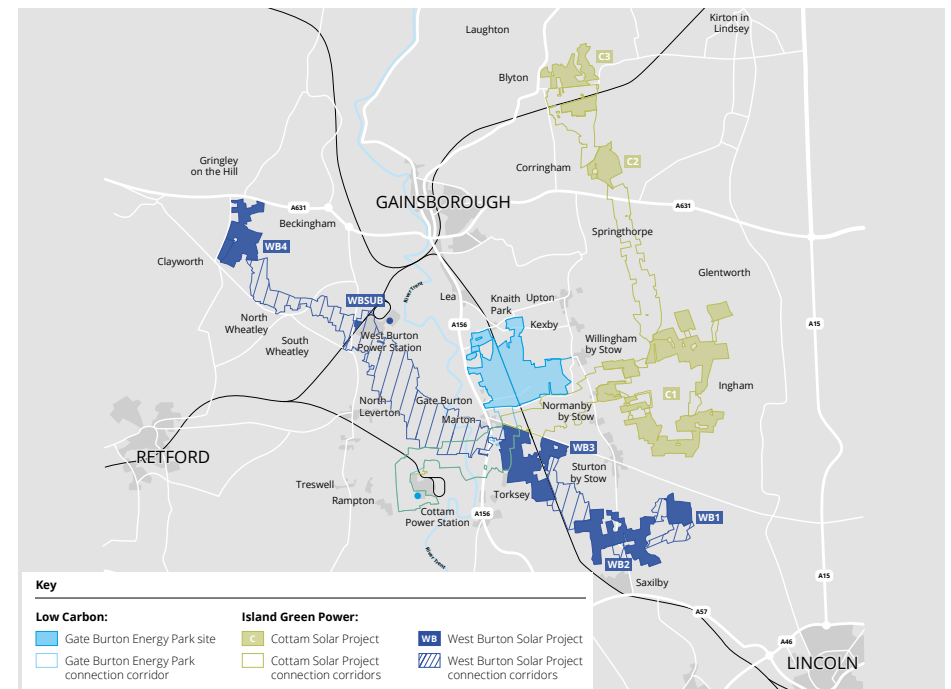 Laughton
Kirton in
Lindsey
C3
Blyton
Gringley
on the Hill
Corringham
C2
GAINSBOROUGH
A631
A631
Beckingham
Springthorpe
WB4
Clayworth
Glentworth
River Trent
WBSUB
Lea
Knaith
Park
Upton
Kexby
North
Wheatley
A156
A15
West Burton
Power Station
South
Wheatley
Willingham
by Stow
Ingham
C1
North
Leverton
Gate Burton
Normanby
by Stow
Marton
WB3
RETFORD
Sturton
by Stow
Treswell
Rampton
Torksey
Cottam
Power Station
A156
WB1
River Trent
WB2
Saxilby
A15
A57
A46
LINCOLN
Key
Low Carbon:
Gate Burton Energy Park site
Gate Burton Energy Park
connection corridor
Island Green Power:
C
Cottam Solar Project
Cottam Solar Project
connection corridors
WB
West Burton Solar Project
West Burton Solar Project
connection corridors